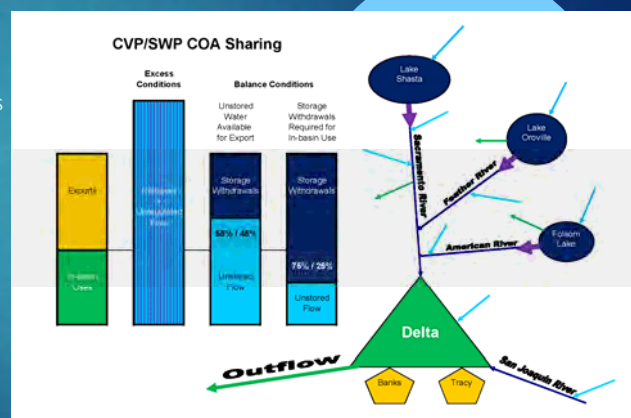 CVP/SWP COA Sharing
Excess
Conditions
Balance Conditions
Unstored
Water
Available
for Export
Storage
Withdrawals
Required for
In-basin Use
Exports
In-basin
Uses
Unregulated
Flow
Storage
Withdrawals
55% / 45%
Unstored
Flow
Storage
Withdrawals
75% / 25%
Unstored
Flow
Lake
Shasta
Lake
Oroville
Folsom
Lake
Sacramento River
Feather River
American River
Delta
Outflow
Banks
Tracy
San Joaquin River
s